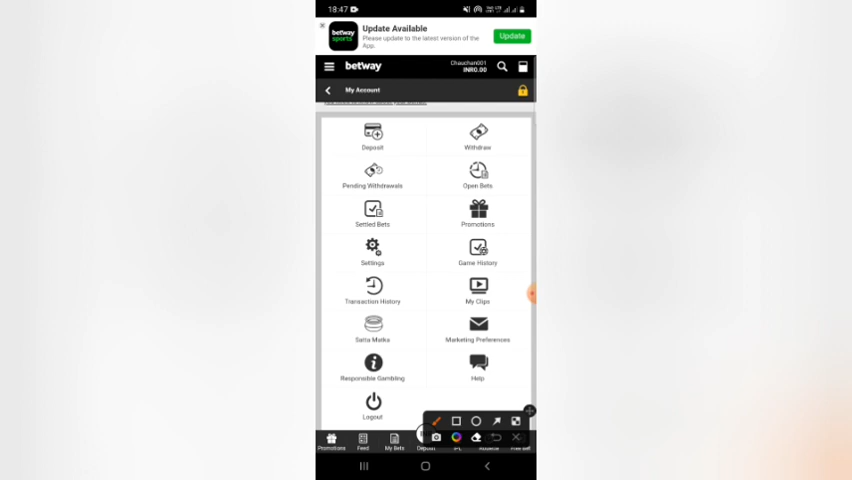 18:47
Update Available
Please update to the latest version of the
App.
Update
betway
sports
betway
Chauchan001
INR0.00
My Account
Deposit
Withdraw
Pending Withdrawals
Open Bets
Settled Bets
Promotions
Settings
Game History
Transaction History
My Clips
Satta Matka
Marketing Preferences
Responsible Gambling
Help
Logout
Promotions
Feed
My Bets
Deposit